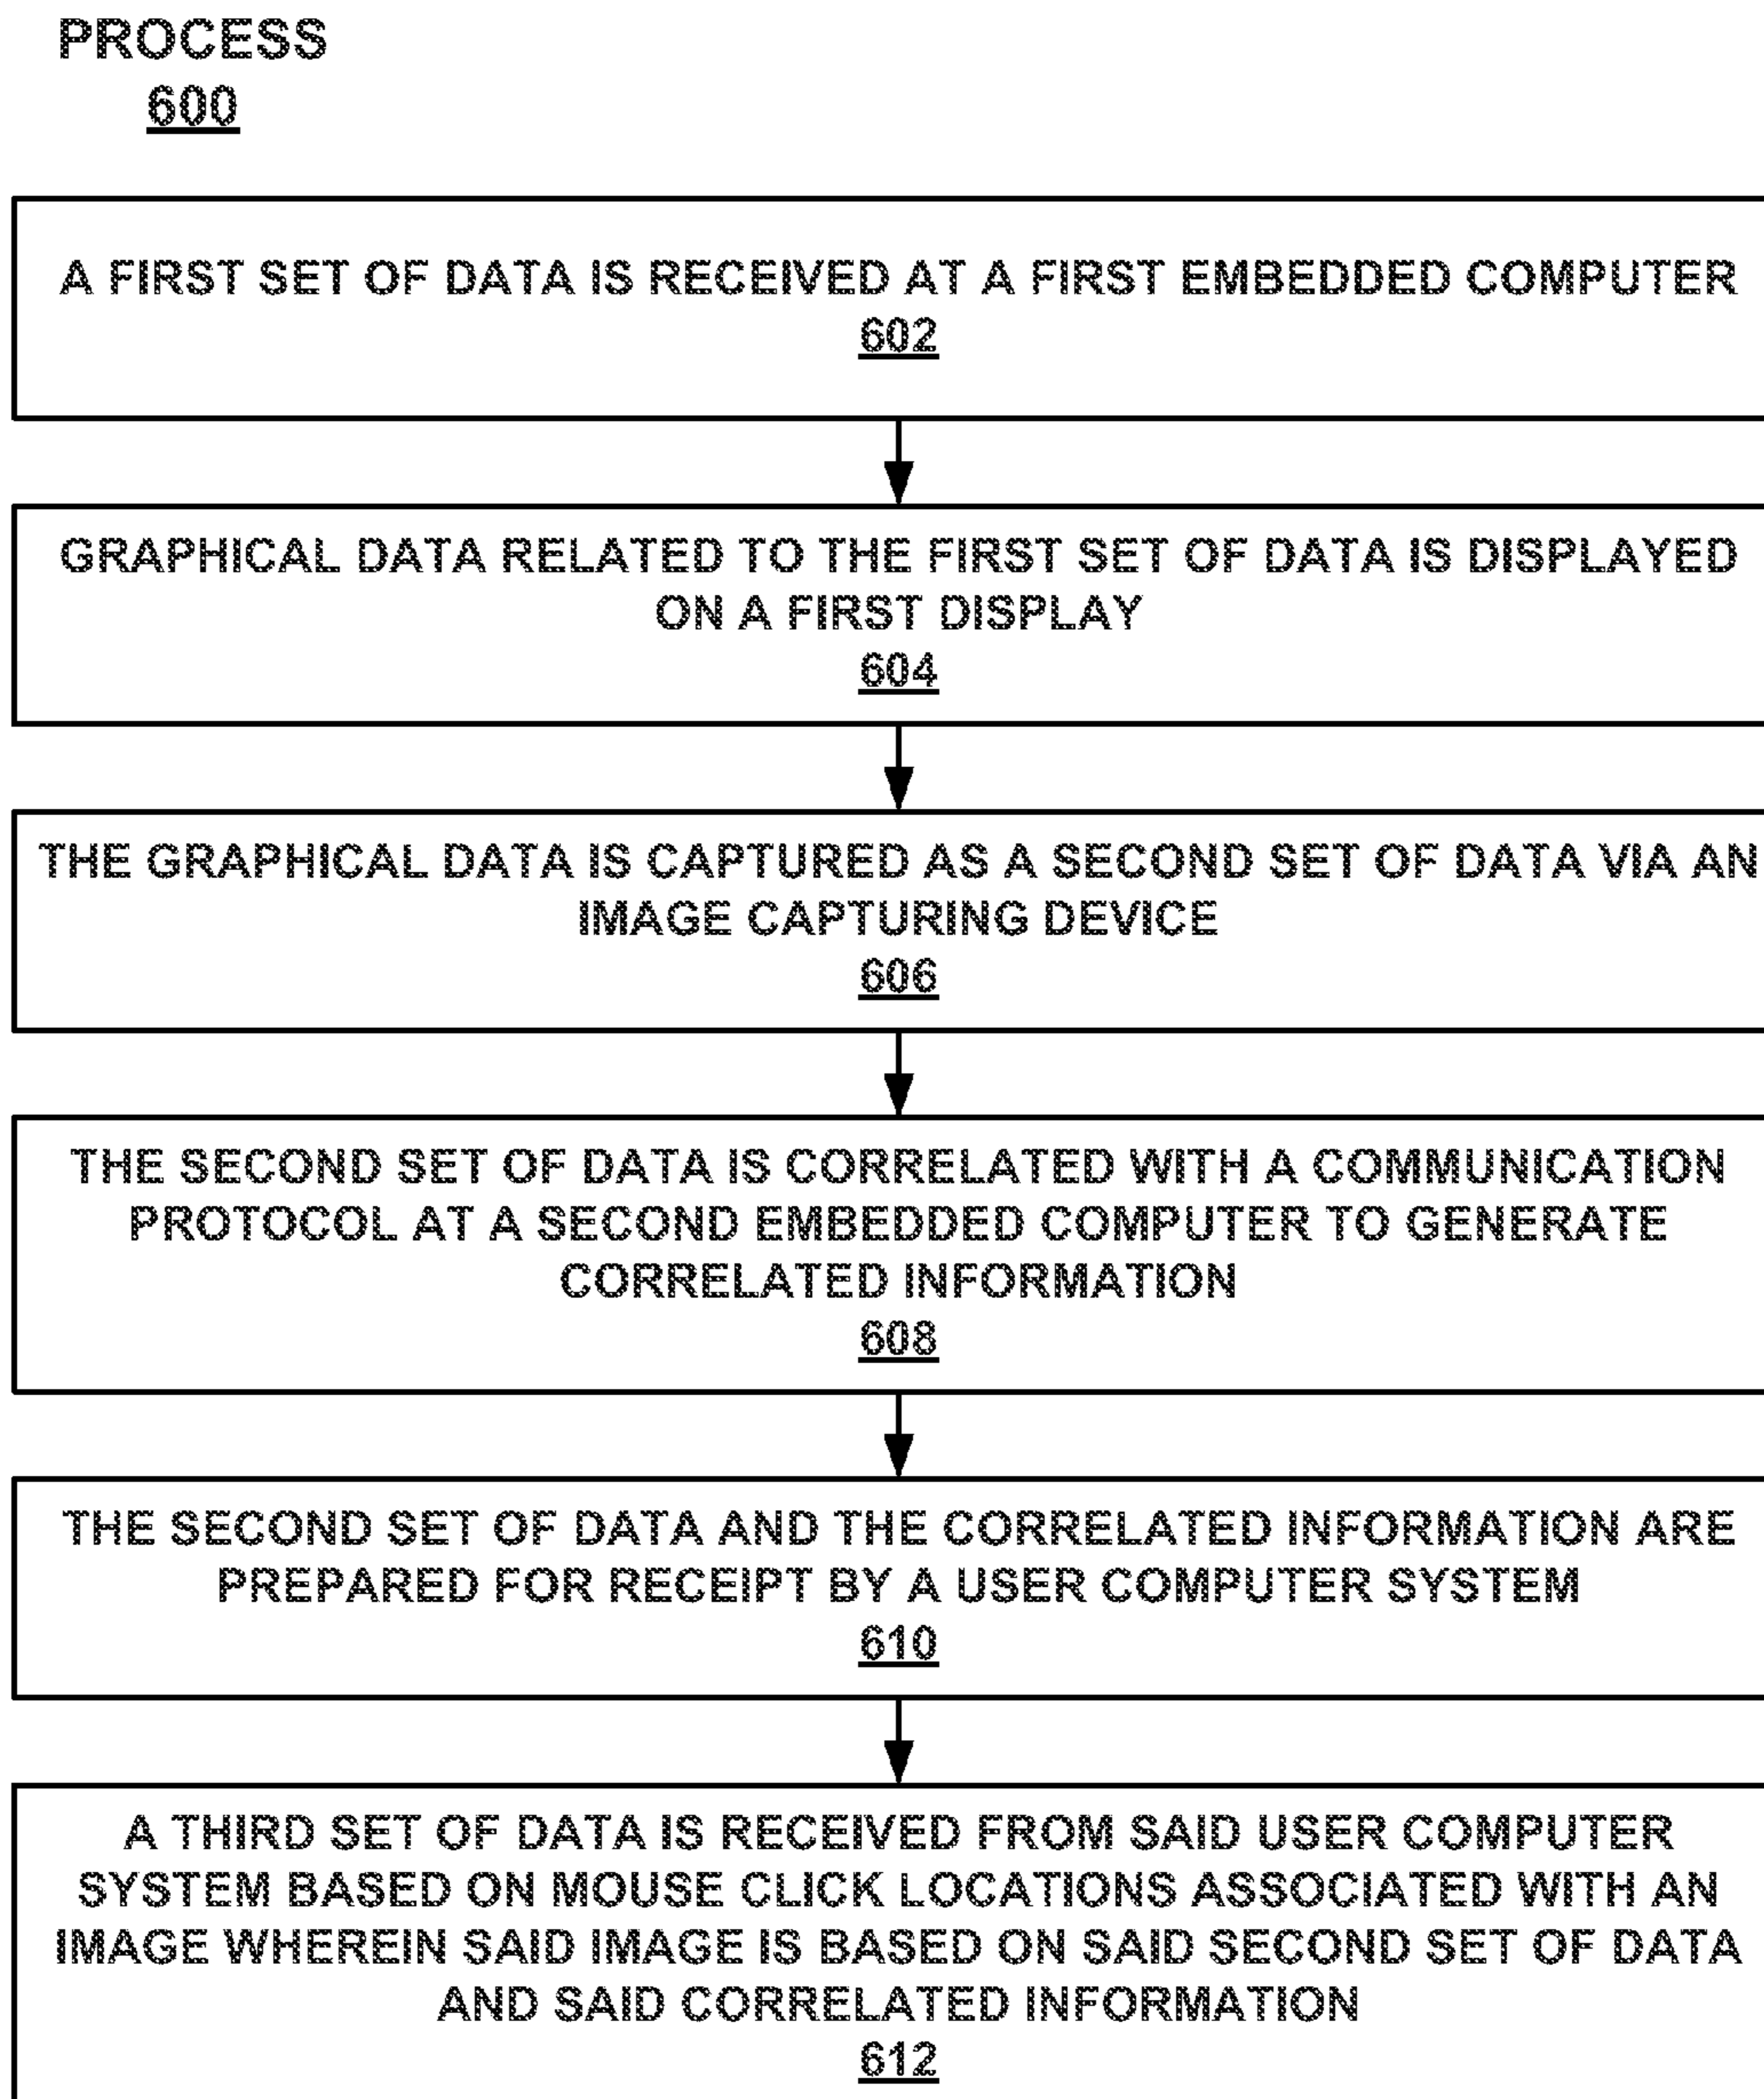 PROCESS
600
A FIRST SET OF DATA IS RECEIVED AT A FIRST EMBEDDED COMPUTER
602
GRAPHICAL DATA RELATED TO THE FIRST SET OF DATA IS DISPLAYED
ON A FIRST DISPLAY
604
THE GRAPHICAL DATA IS CAPTURED AS A SECOND SET OF DATA VIA AN
IMAGE CAPTURING DEVICE
606
THE SECOND SET OF DATA IS CORRELATED WITH A COMMUNICATION
PROTOCOL AT A SECOND EMBEDDED COMPUTER TO GENERATE
CORRELATED INFORMATION
608
THE SECOND SET OF DATA AND THE CORRELATED INFORMATION ARE
PREPARED FOR RECEIPT BY A USER COMPUTER SYSTEM
610
A THIRD SET OF DATA IS RECEIVED FROM SAID USER COMPUTER
SYSTEM BASED ON MOUSE CLICK LOCATIONS ASSOCIATED WITH AN
IMAGE WHEREIN SAID IMAGE IS BASED ON SAID SECOND SET OF DATA
AND SAID CORRELATED INFORMATION
612